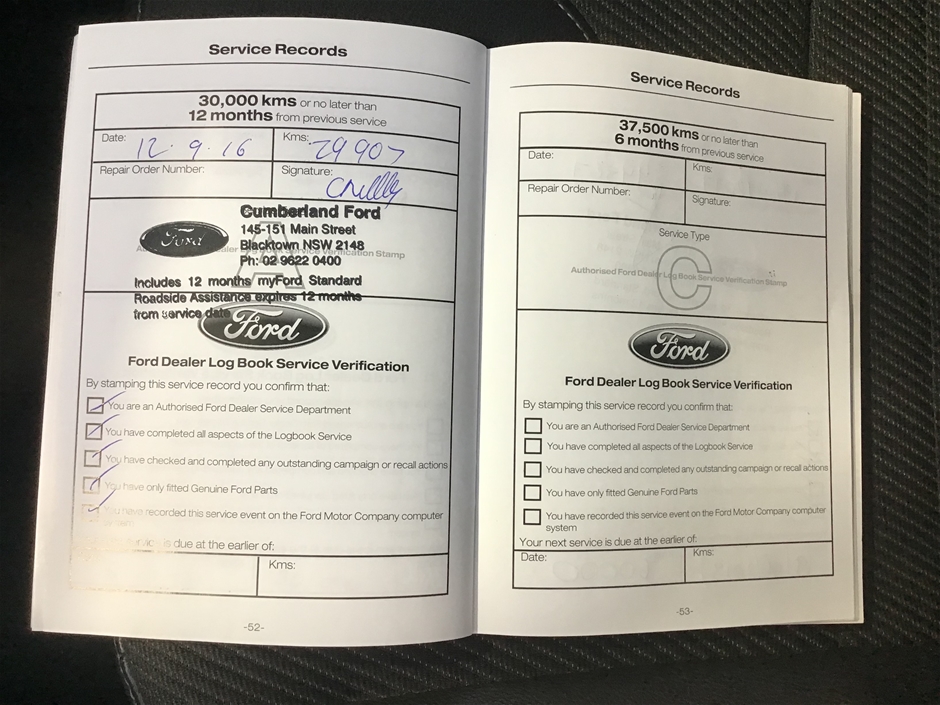 Service Records
30,000 kms or no later than
12 months from previous service
Date: 12.9.16
Kms: 29907
Repair Order Number:
Signature:
Ford
Cumberland Ford
145-151 Main Street
Blacktown NSW 2148
Ph: 02 9622 0400
Service Verification Stamp
A
Includes 12 months myFord Standard
Roadside Assistance expires 12 months
from service date
Ford
Ford Dealer Log Book Service Verification
By stamping this service record you confirm that:
You are an Authorised Ford Dealer Service Department
You have completed all aspects of the Logbook Service
You have checked and completed any outstanding campaign or recall actions
You have only fitted Genuine Ford Parts
You have recorded this service event on the Ford Motor Company computer
is due at the earlier of:
Kms:
-52-
Service Records
37,500 kms or no later than
6 months from previous service
Date:
Kms:
Repair Order Number:
Signature:
Service Type
C
Authorised Ford Dealer Log Book Service Verification Stamp
Ford
Ford Dealer Log Book Service Verification
By stamping this service record you confirm that:
You are an Authorised Ford Dealer Service Department
You have completed all aspects of the Logbook Service
You have checked and completed any outstanding campaign or recall actions
You have only fitted Genuine Ford Parts
You have recorded this service event on the Ford Motor Company computer
system
Your next service is due at the earlier of:
Date:
Kms:
-53-